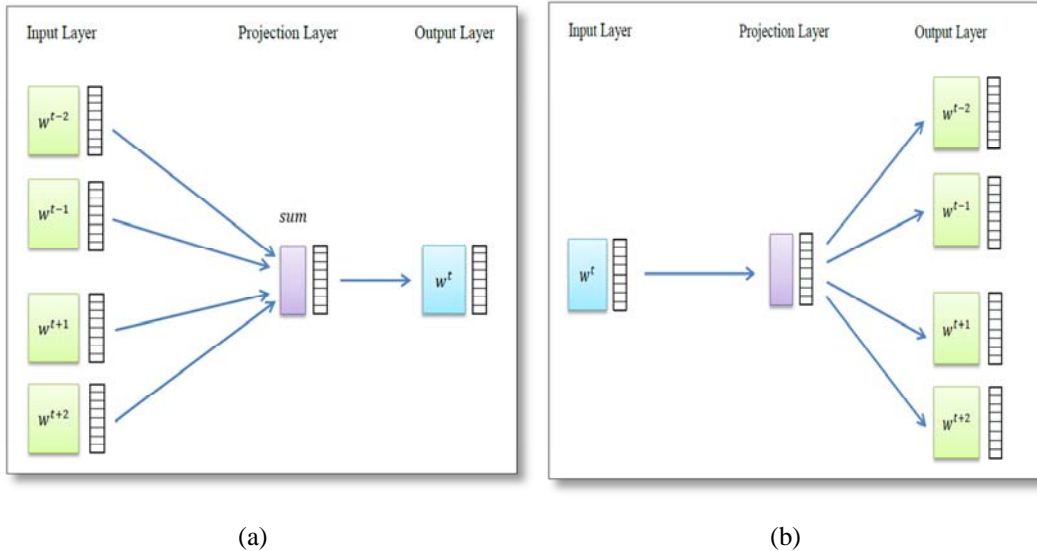 Input Layer Projection Layer Output Layer
w^{t−2}
w^{t−1}
sum
w^t
w^{t+1}
w^{t+2}
(a)
Input Layer Projection Layer Output Layer
w^{t−2}
w^{t−1}
w^t
w^{t+1}
w^{t+2}
(b)